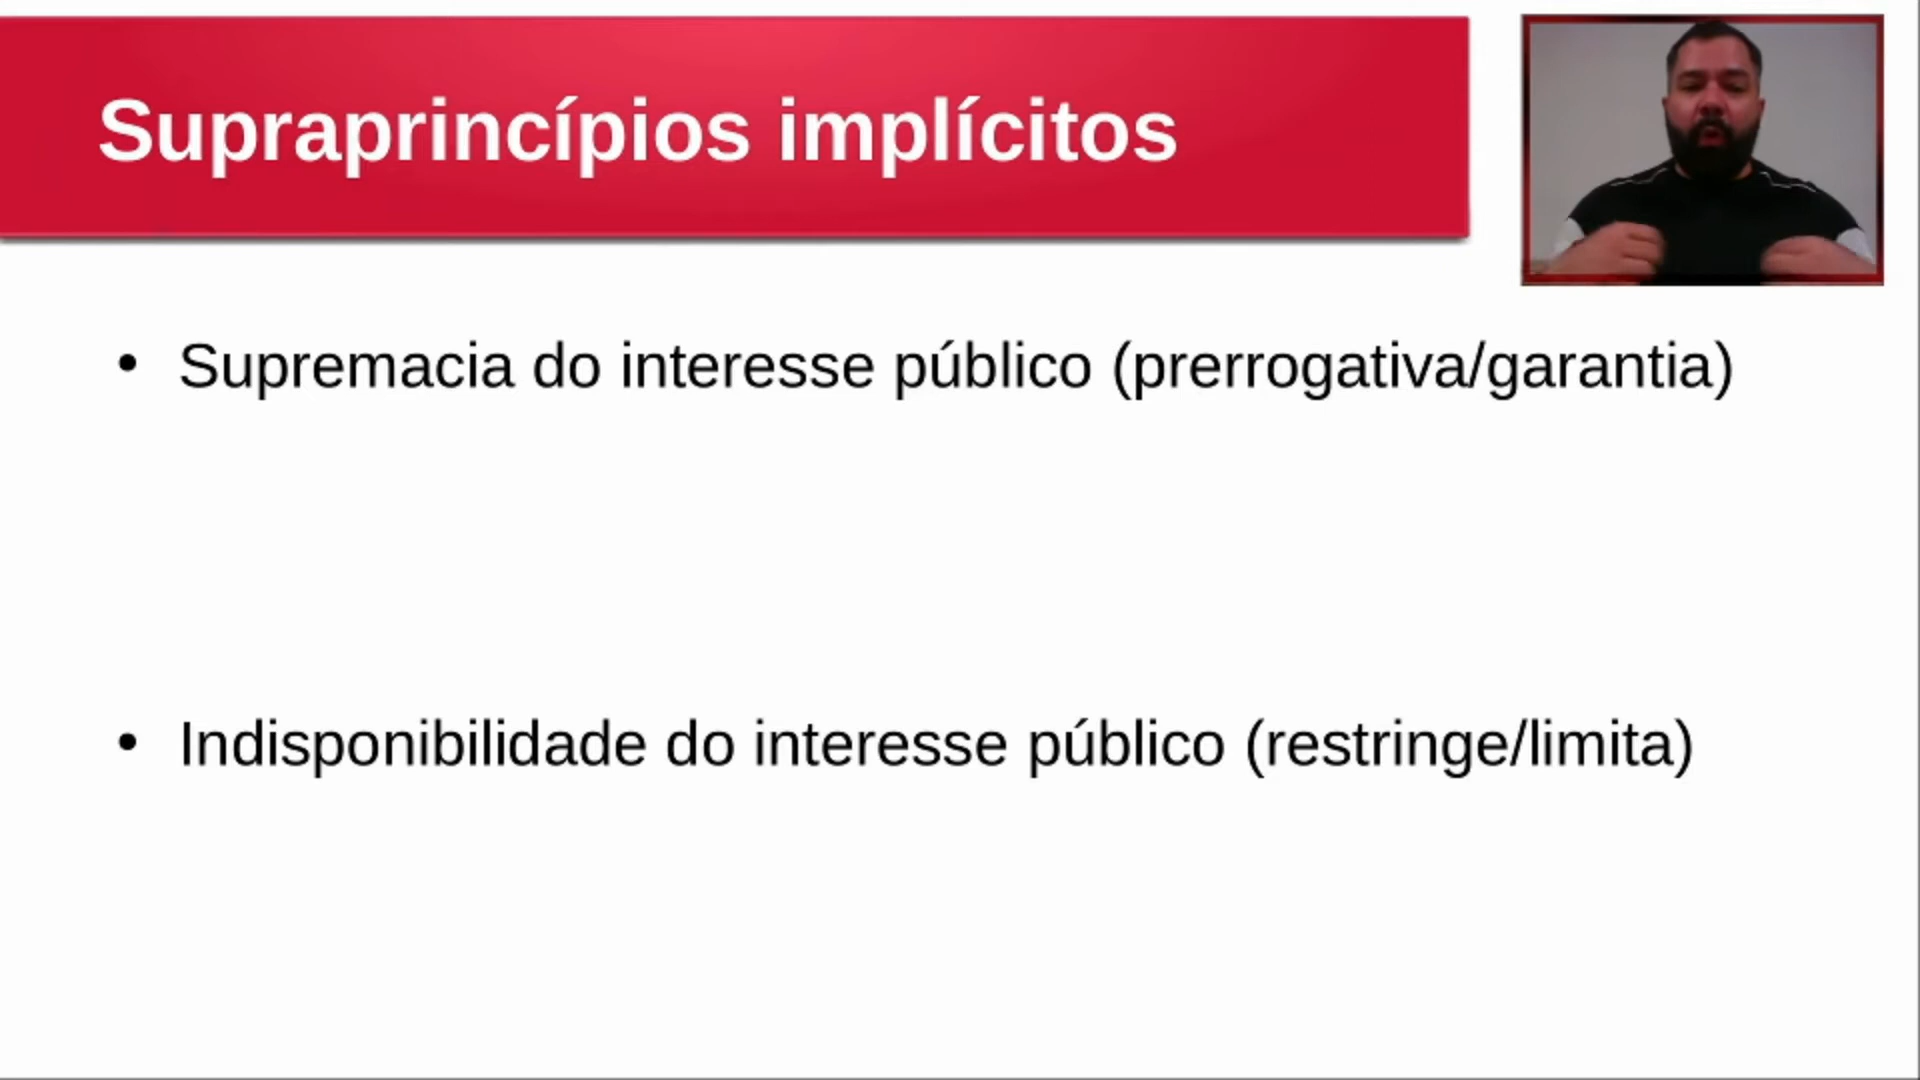 Supraprincípios implícitos
• Supremacia do interesse público (prerrogativa/garantia)
• Indisponibilidade do interesse público (restringe/limita)